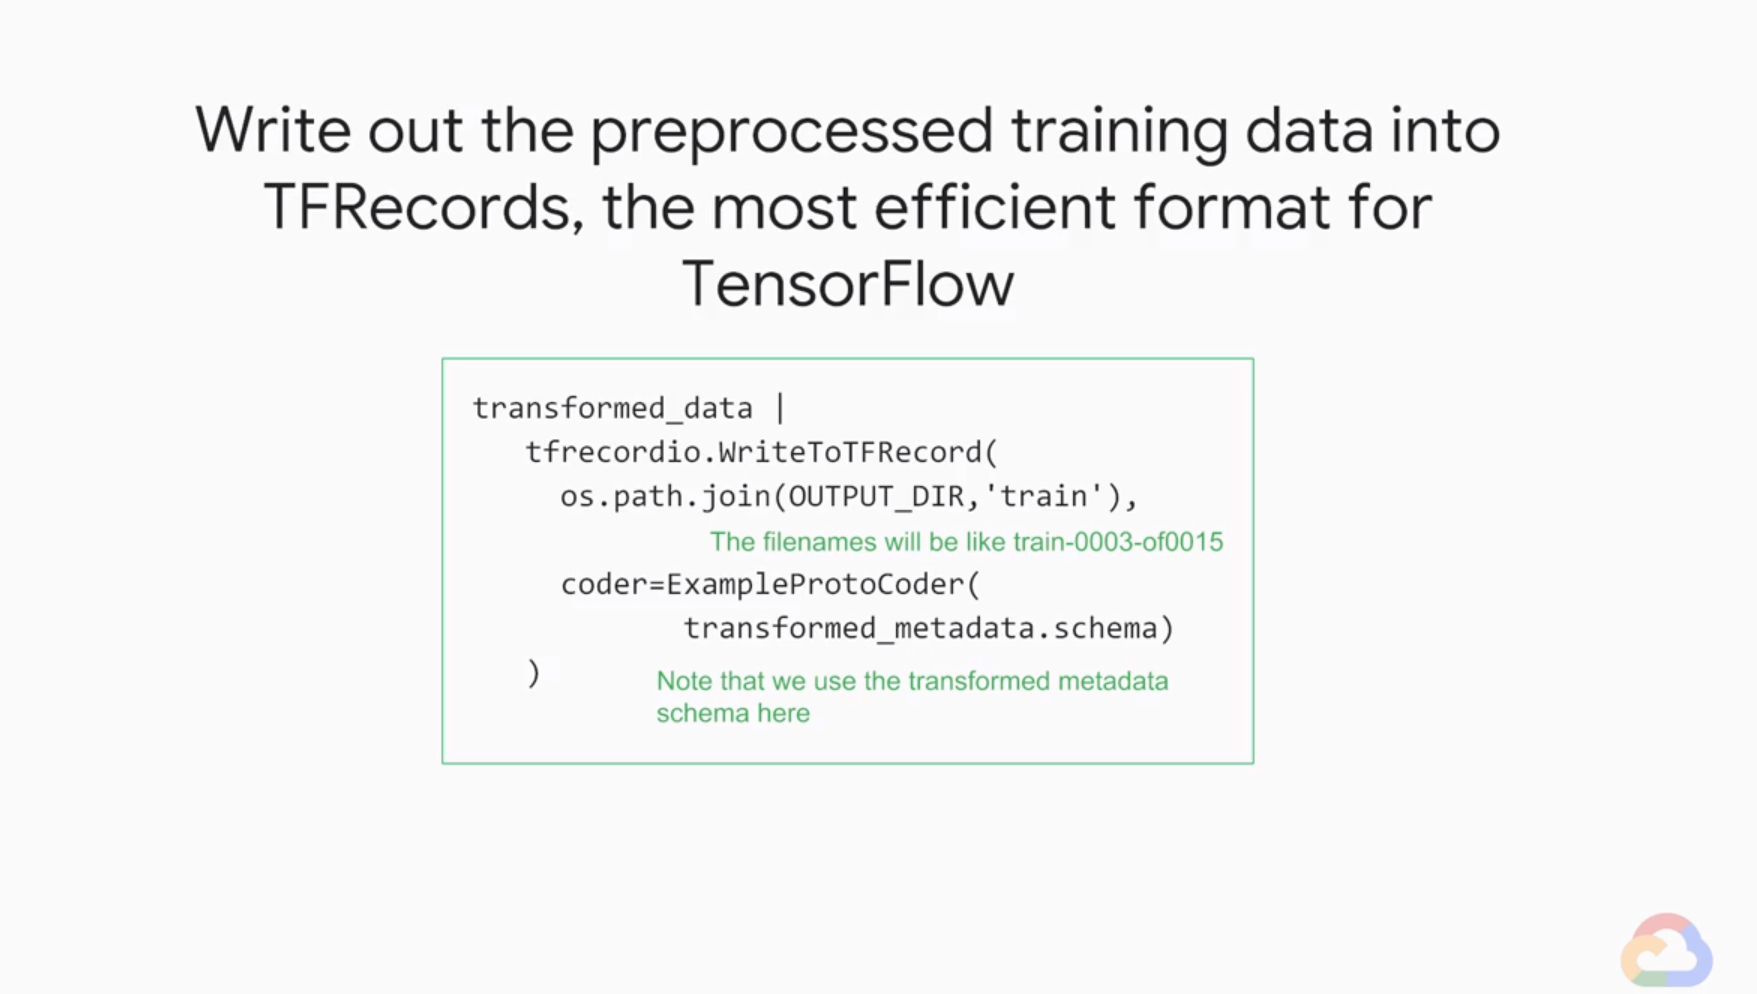 Write out the preprocessed training data into
TFRecords, the most efficient format for
TensorFlow
transformed_data |
tfrecordio.WriteToTFRecord(
os.path.join(OUTPUT_DIR,'train'),
The filenames will be like train-0003-of0015
coder=ExampleProtoCoder(
transformed_metadata.schema)
)
Note that we use the transformed metadata
schema here